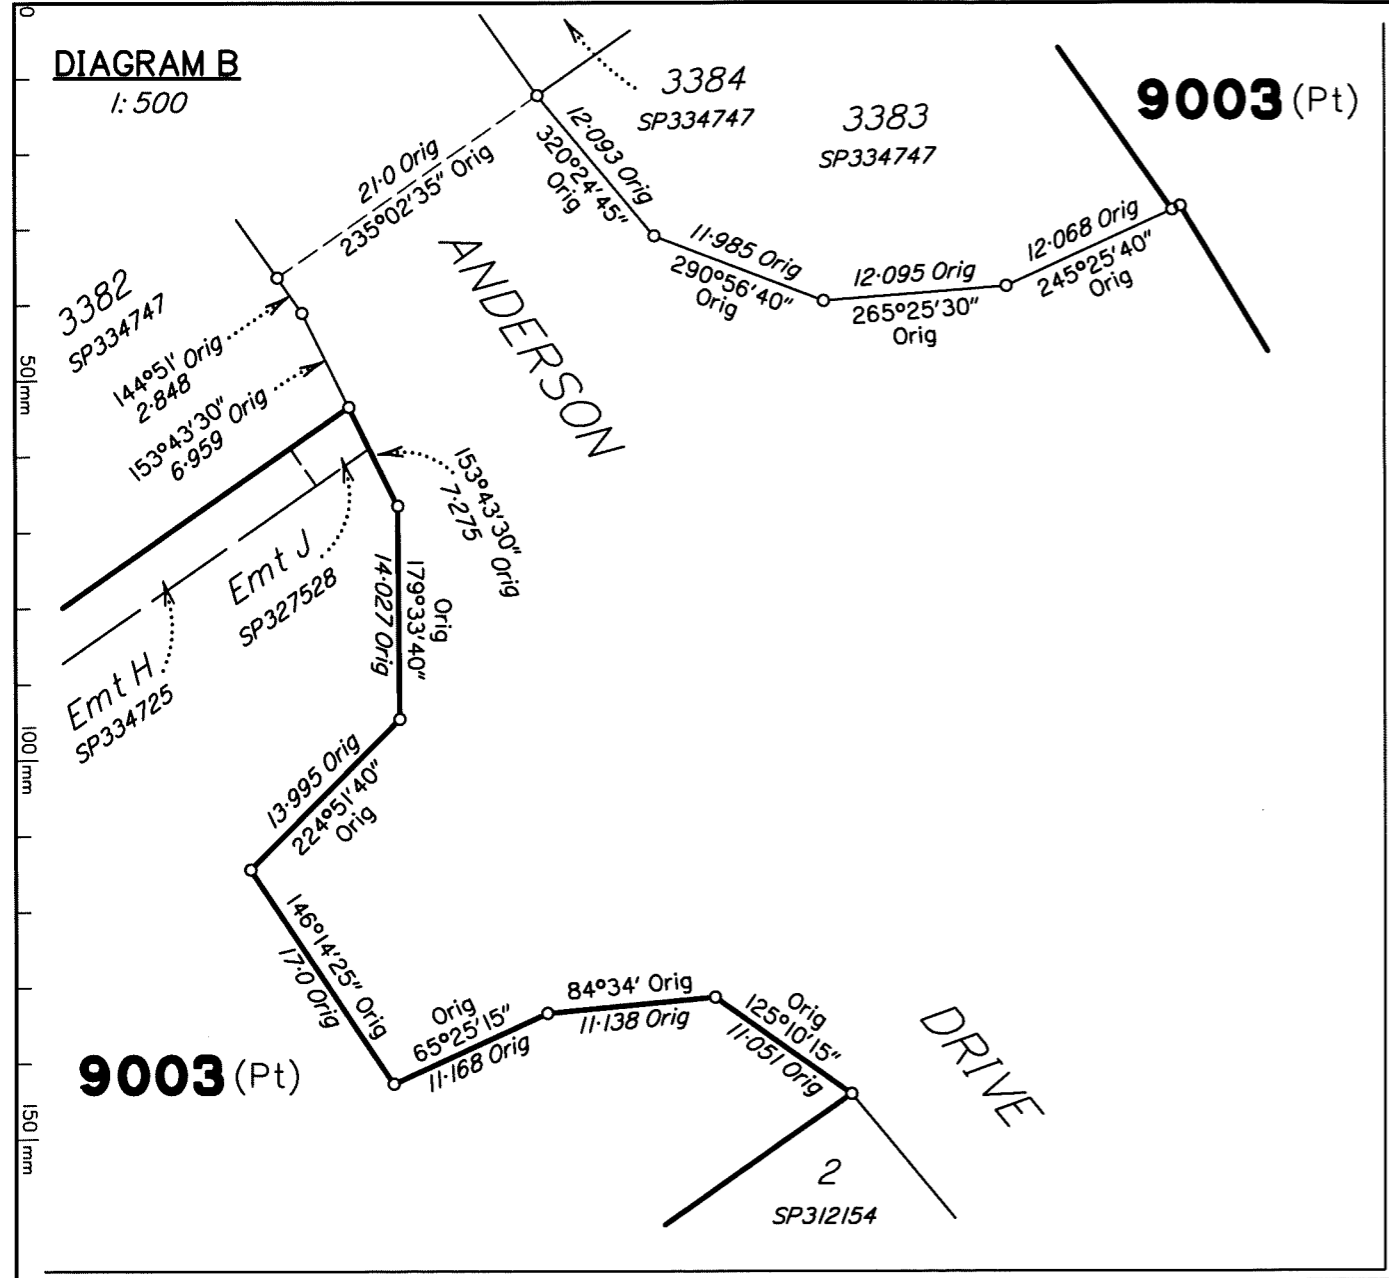 0
DIAGRAM B
1:500
3384
SP334747
3383
SP334747
9003 (Pt)
12·093 Orig
320°24'45"
Orig
21·0 Orig
235°02'35" Orig
11·985 Orig
290°56'40"
Orig
12·095 Orig
265°25'30"
Orig
12·068 Orig
245°25'40"
Orig
ANDERSON
3382
SP334747
144°51' Orig
2·848
153°43'30" Orig
6·959
50 mm
153°43'30" Orig
7·275
Emt J
SP327528
Emt H
SP334725
Orig
179°33'40"
14·027 Orig
100 mm
13·995 Orig
224°51'40"
Orig
146°14'25" Orig
17·0 Orig
Orig
65°25'15"
11·168 Orig
84°34' Orig
11·138 Orig
Orig
125°10'15"
11·051 Orig
DRIVE
9003 (Pt)
150 mm
2
SP312154